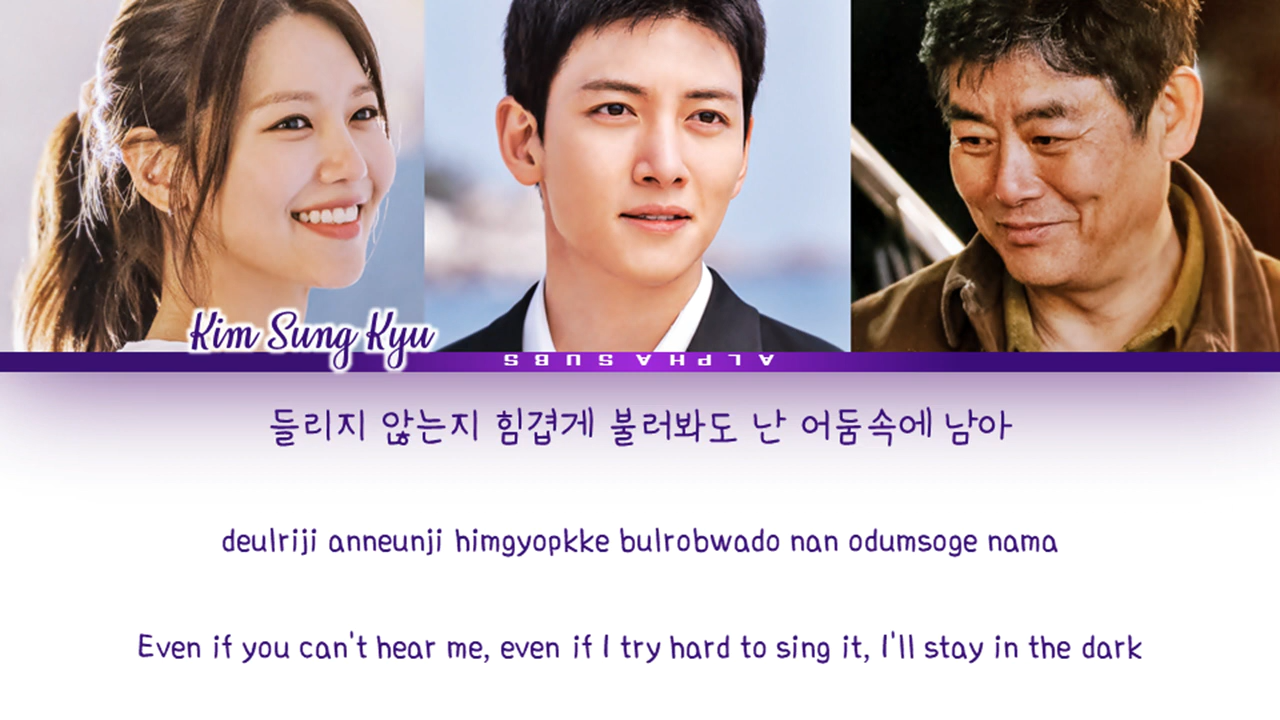 Kim Sung Kyu
ALPHA SUBS
들리지 않는지 힘겹게 불러봐도 난 어둠속에 남아
deulriji anneunji himgyopkke bulrobwado nan odumsoge nama
Even if you can't hear me, even if I try hard to sing it, I'll stay in the dark